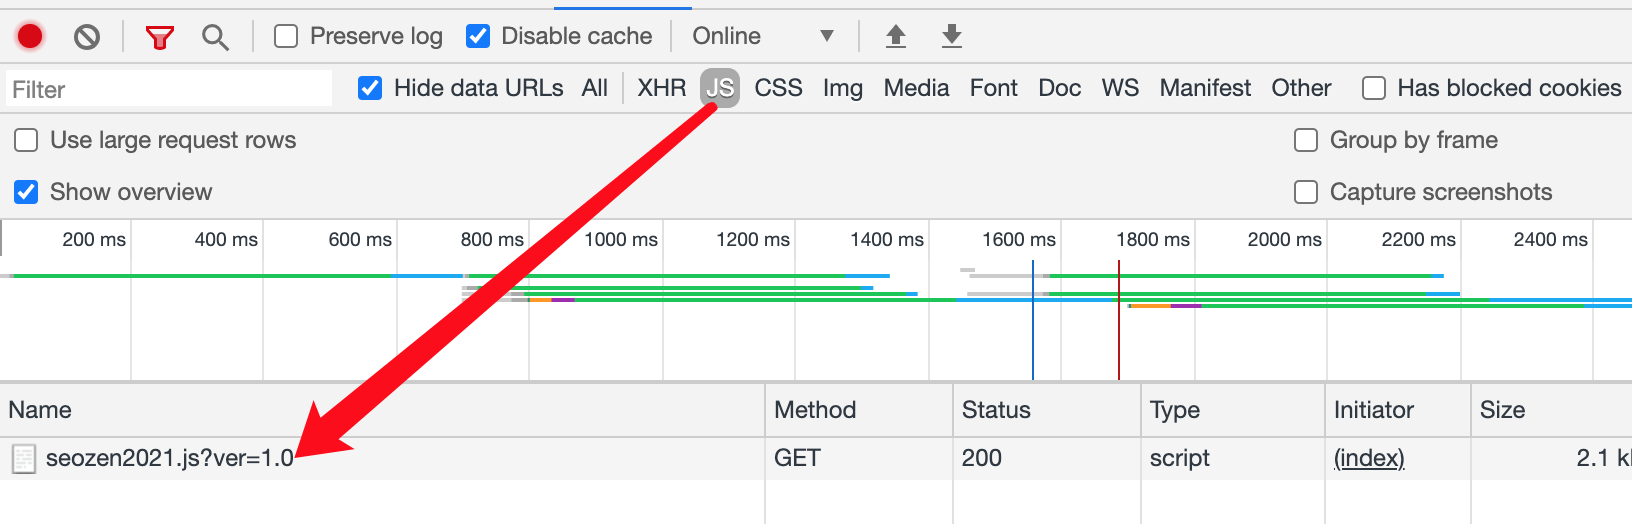 Preserve log Disable cache Online
Filter Hide data URLs All XHR JS CSS Img Media Font Doc WS Manifest Other Has blocked cookies
Use large request rows Group by frame
Show overview Capture screenshots
200 ms 400 ms 600 ms 800 ms 1000 ms 1200 ms 1400 ms 1600 ms 1800 ms 2000 ms 2200 ms 2400 ms
Name Method Status Type Initiator Size
seozen2021.js?ver=1.0 GET 200 script (index) 2.1